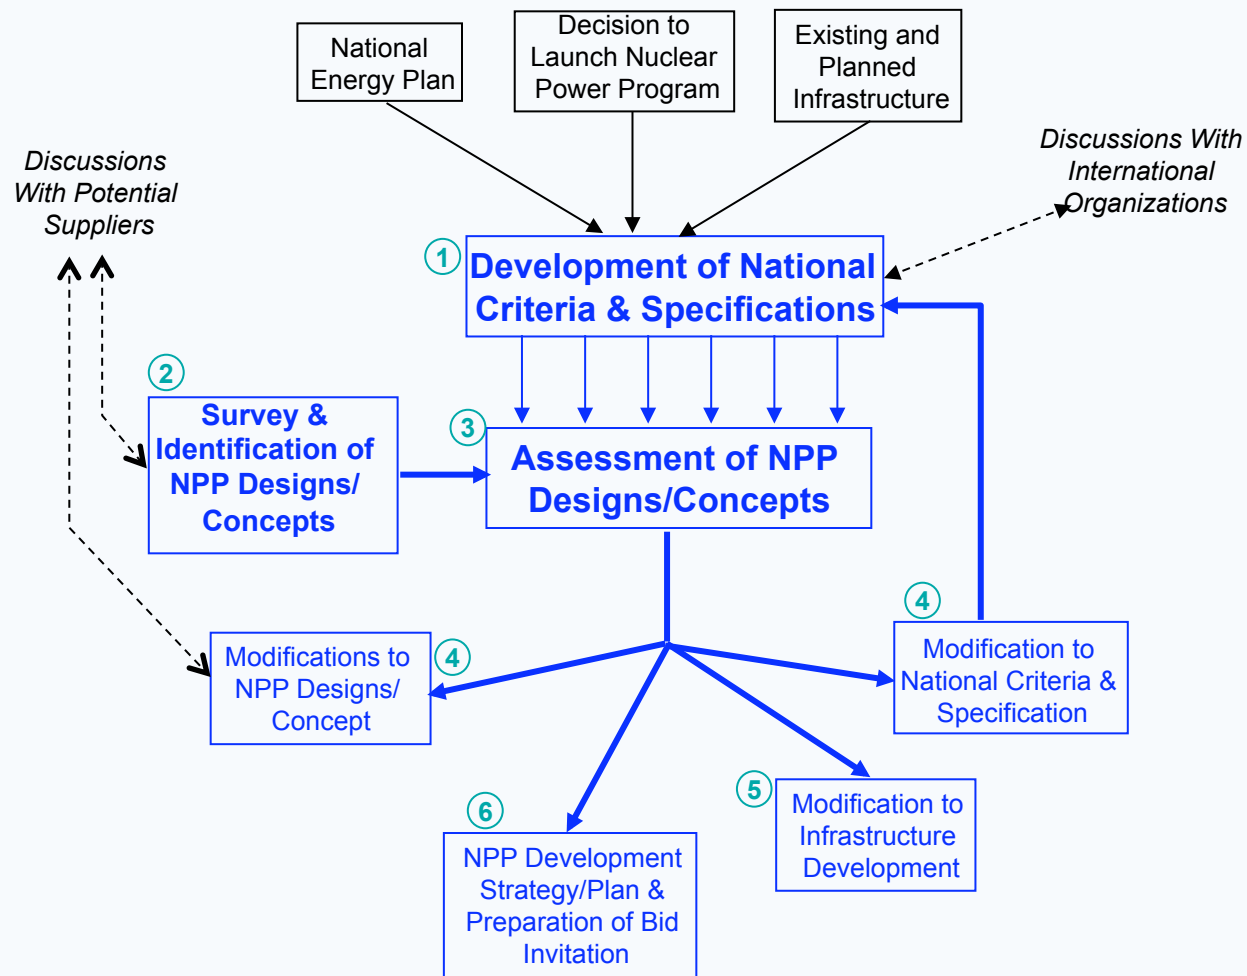 National
Energy Plan
Decision to
Launch Nuclear
Power Program
Existing and
Planned
Infrastructure
Discussions
With Potential
Suppliers
Discussions With
International
Organizations
1
Development of National
Criteria & Specifications
2
Survey &
Identification of
NPP Designs/
Concepts
3
Assessment of NPP
Designs/Concepts
4
Modifications to
NPP Designs/
Concept
4
Modification to
National Criteria &
Specification
5
Modification to
Infrastructure
Development
6
NPP Development
Strategy/Plan &
Preparation of Bid
Invitation